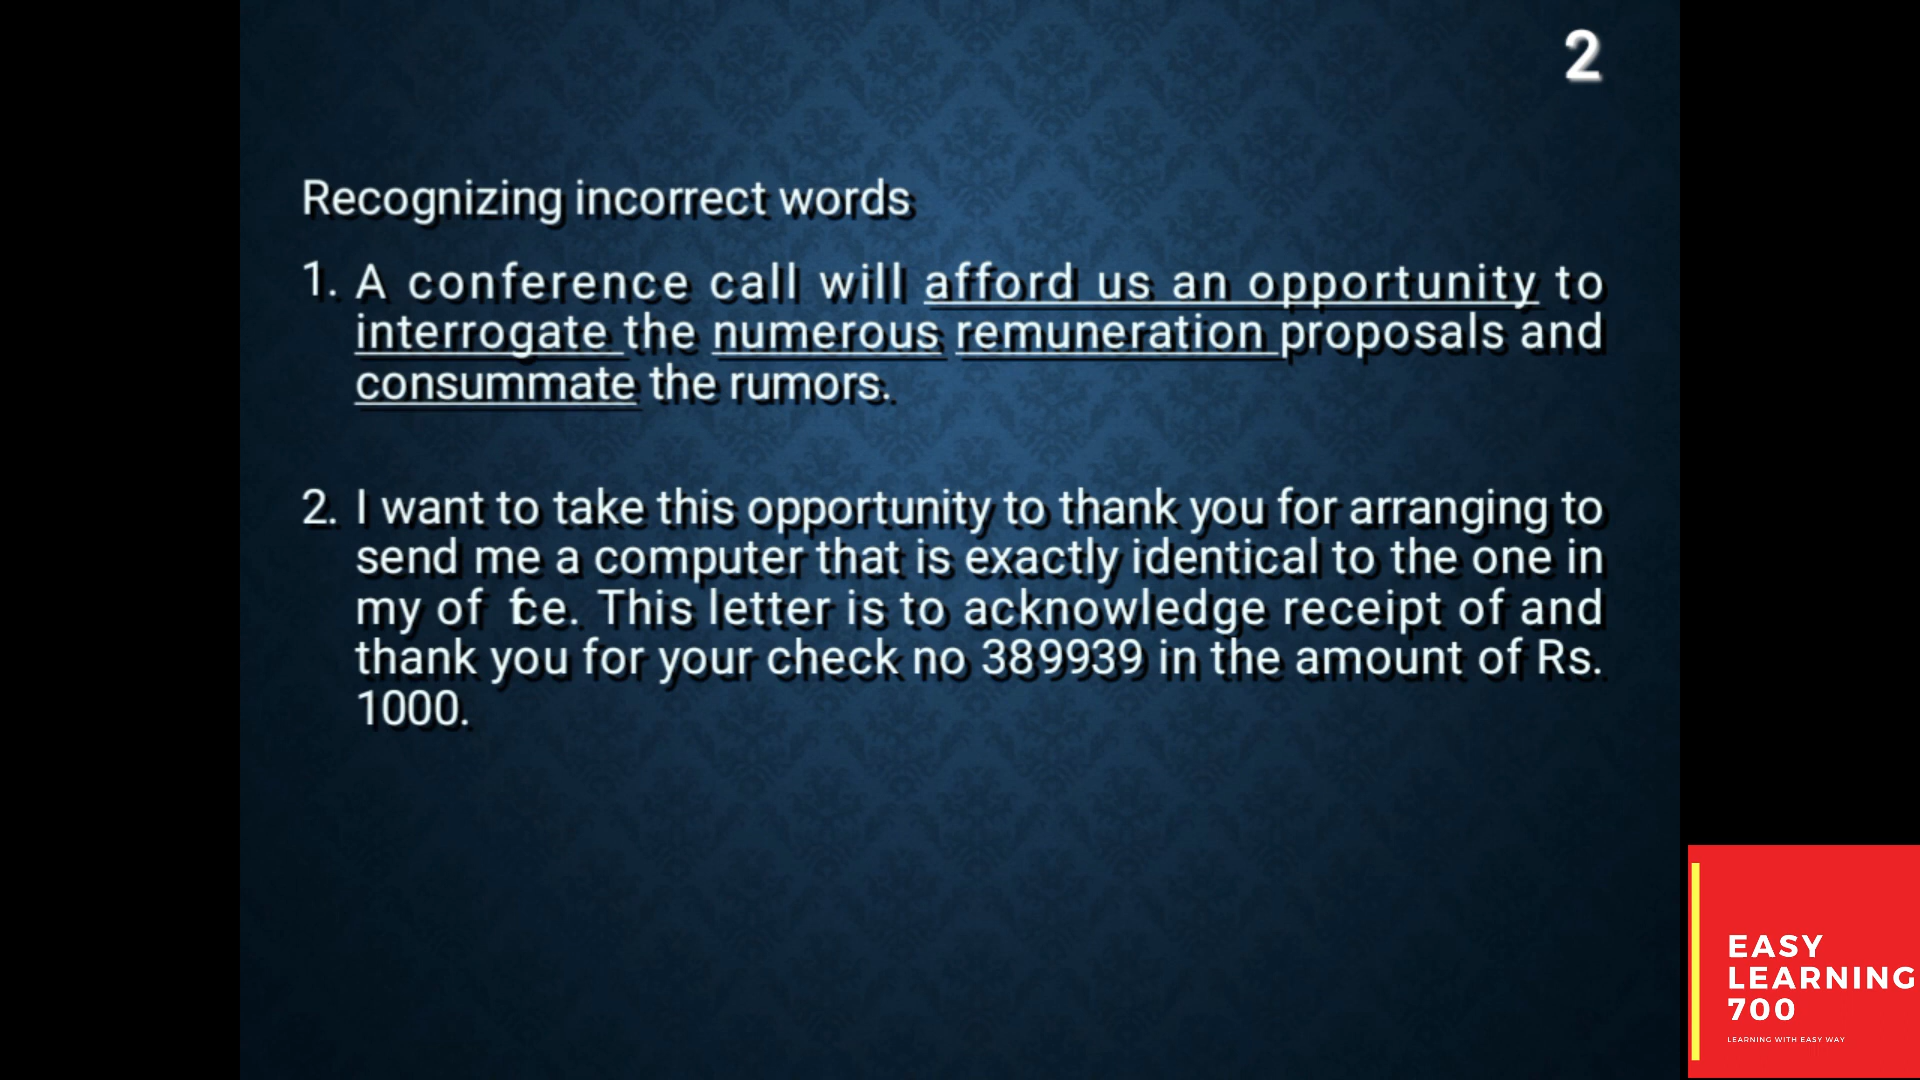 2
Recognizing incorrect words
1. A conference call will afford us an opportunity to
interrogate the numerous remuneration proposals and
consummate the rumors.
2. I want to take this opportunity to thank you for arranging to
send me a computer that is exactly identical to the one in
my of fce. This letter is to acknowledge receipt of and
thank you for your check no 389939 in the amount of Rs.
1000.
EASY
LEARNING
700
LEARNING WITH EASY WAY